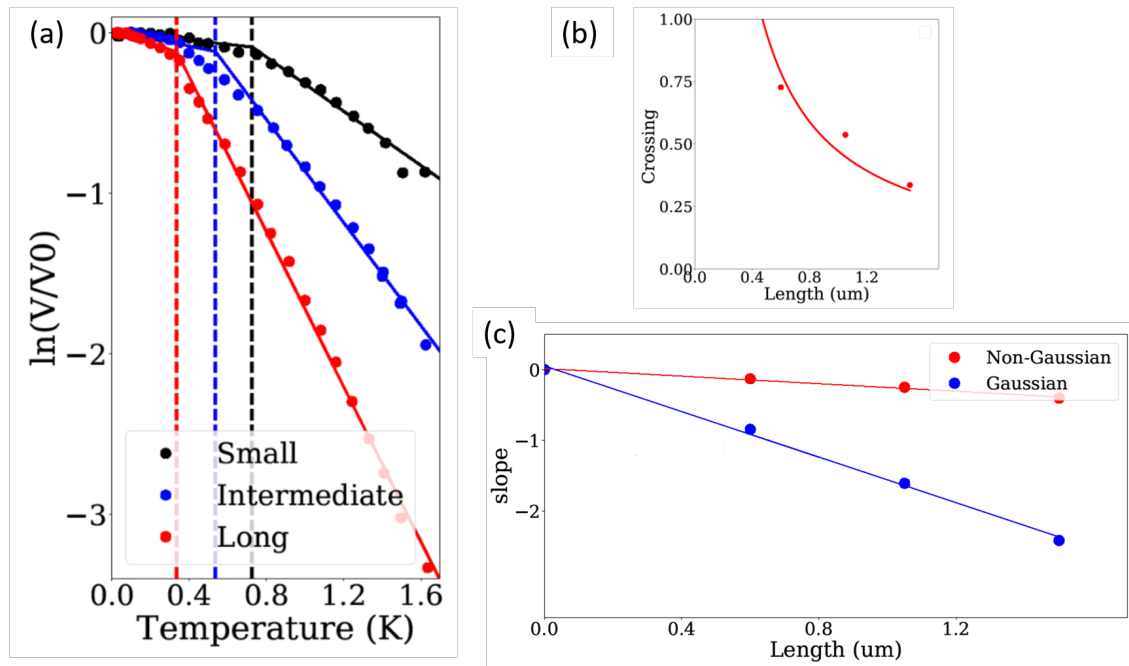 (a)
0
−1
−2
−3
ln(V/V0)
Small
Intermediate
Long
0.0 0.4 0.8 1.2 1.6
Temperature (K)
(b)
1.00
0.75
0.50
0.25
0.00
Crossing
0.0 0.4 0.8 1.2
Length (um)
(c)
0
−1
−2
slope
Non-Gaussian
Gaussian
0.0 0.4 0.8 1.2
Length (um)